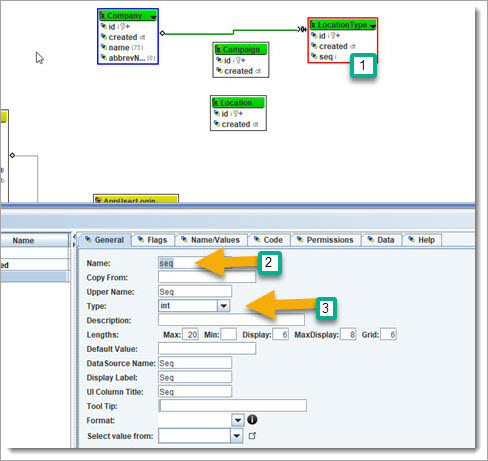 Company
id i
created dt
name (75)
abbrevN... (8)
Campaign
id i
created dt
LocationType
id i
created dt
seq i
1
Location
id i
created dt
AppUserLogin
Name
ed
General Flags Name/Values Code Permissions Data Help
Name: seq 2
Copy From:
Upper Name: Seq
Type: int 3
Description:
Lengths: Max: 20 Min: Display: 6 MaxDisplay: 8 Grid: 6
Default Value:
DataSource Name: Seq
Display Label: Seq
UI Column Title: Seq
Tool Tip:
Format:
Select value from: